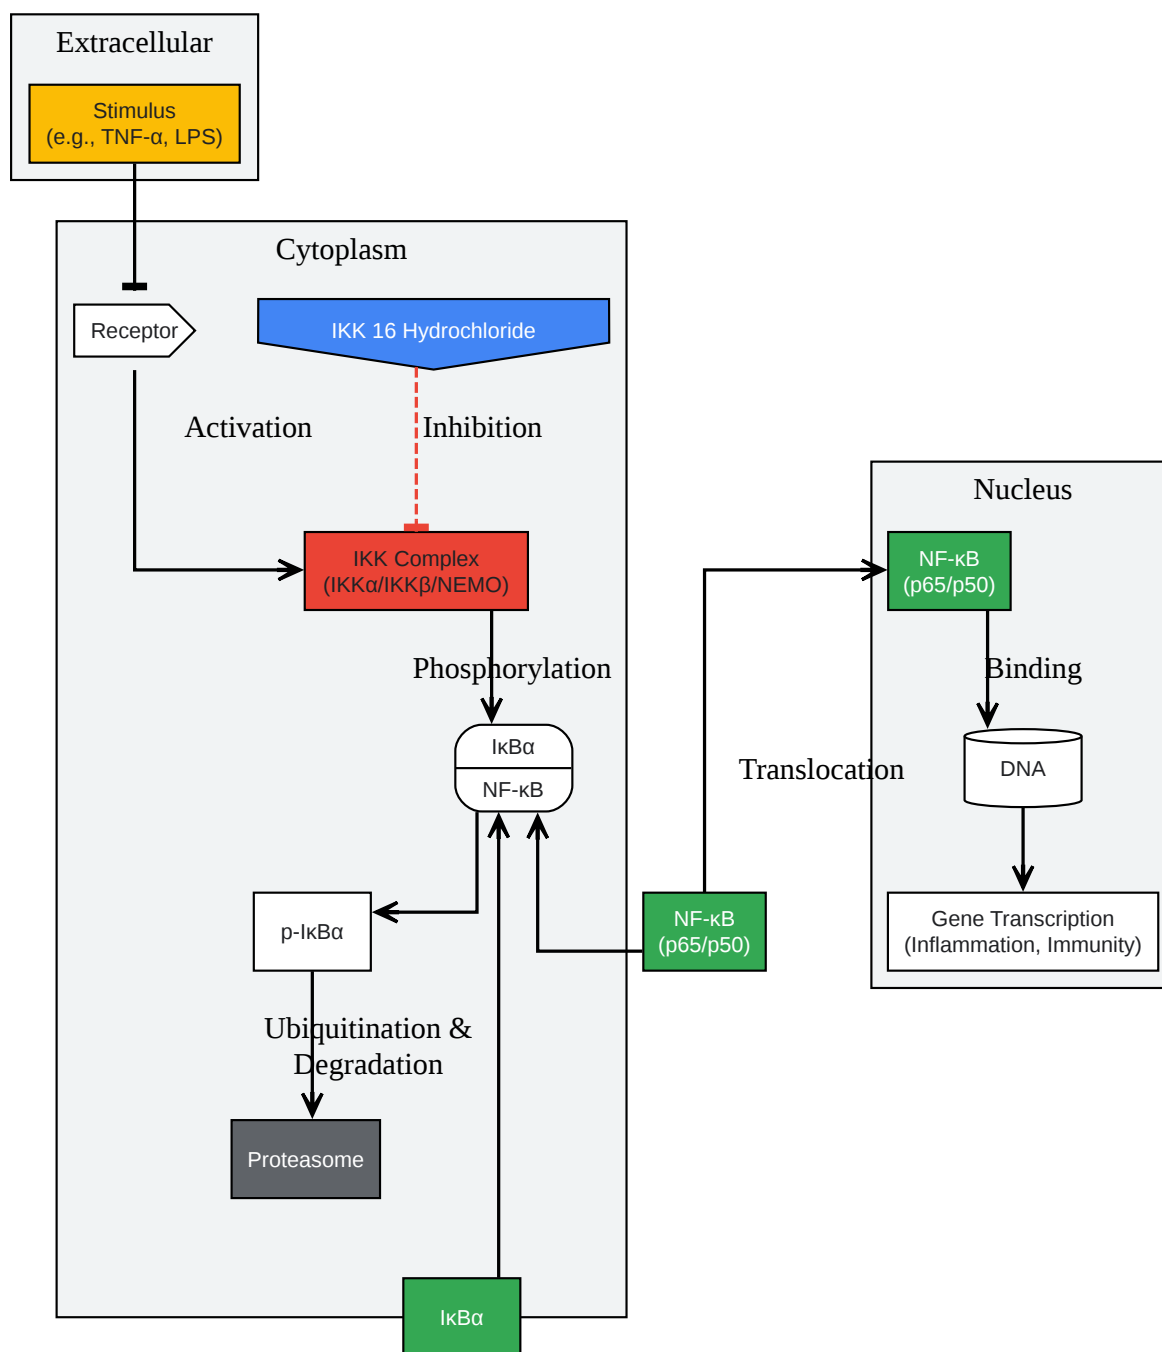 Extracellular
Stimulus
(e.g., TNF-α, LPS)
Cytoplasm
Receptor
IKK 16 Hydrochloride
Activation
Inhibition
IKK Complex
(IKKα/IKKβ/NEMO)
Phosphorylation
IκBα
NF-κB
p-IκBα
Ubiquitination &
Degradation
Proteasome
IκBα
NF-κB
(p65/p50)
Translocation
Nucleus
NF-κB
(p65/p50)
Binding
DNA
Gene Transcription
(Inflammation, Immunity)